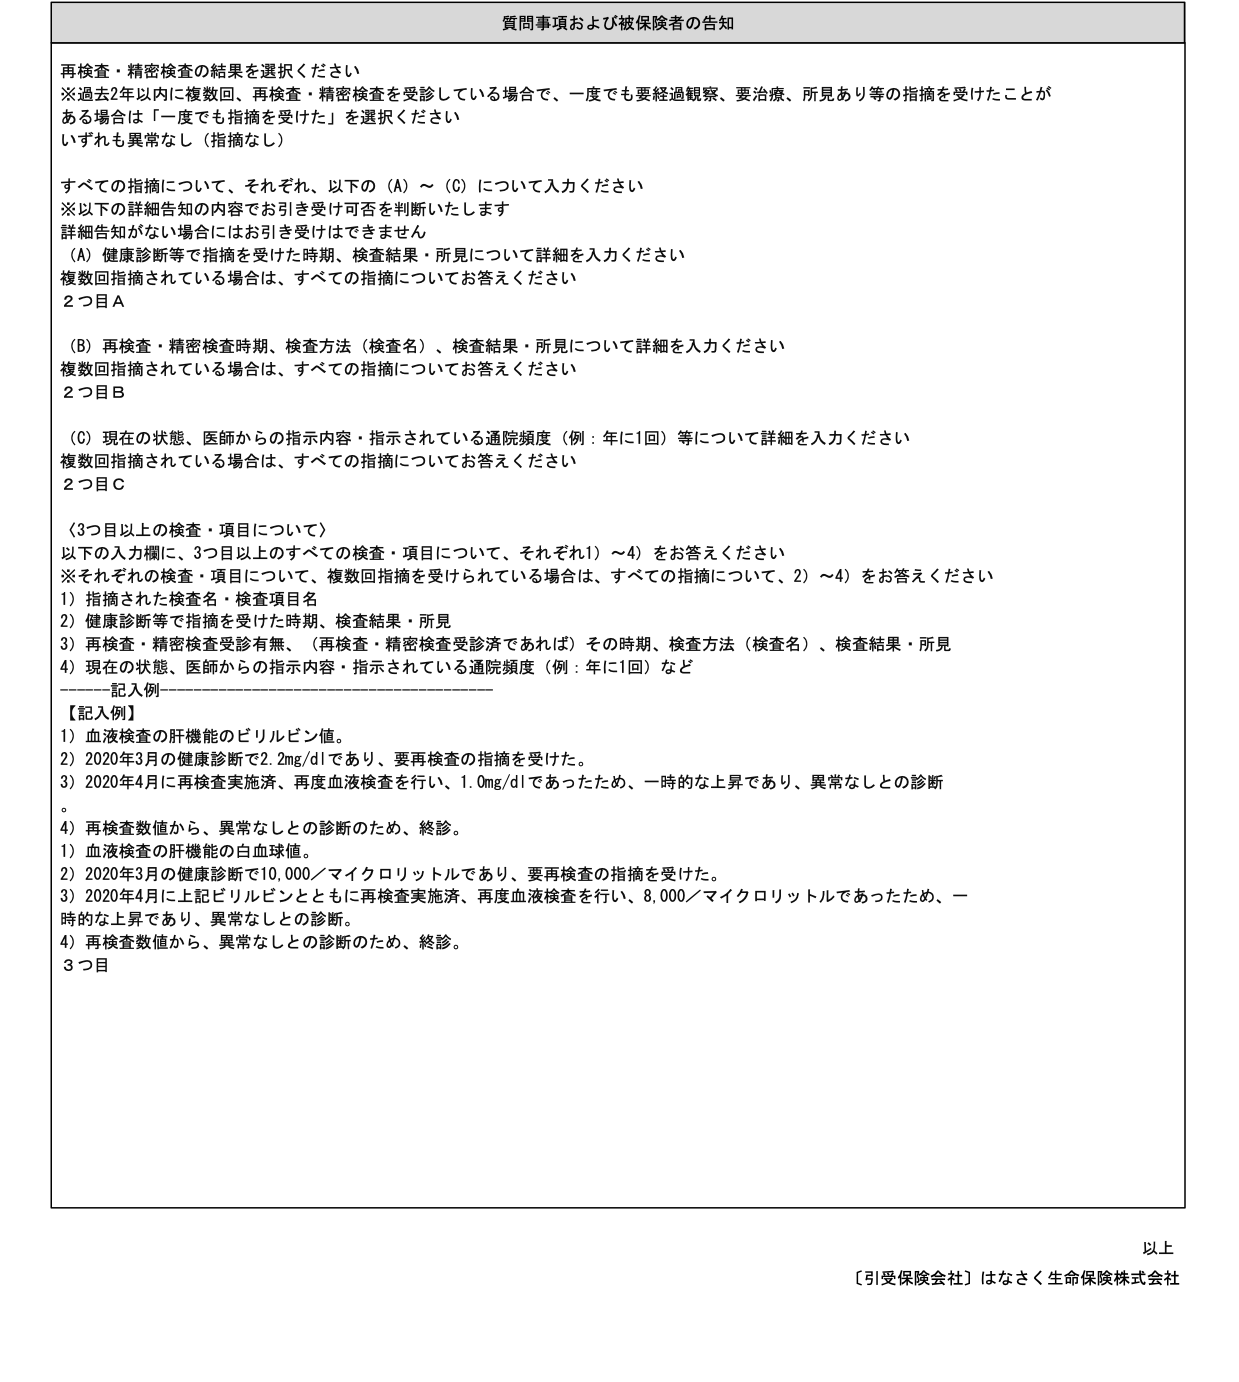 質問事項および被保険者の告知
再検査・精密検査の結果を選択ください
※過去2年以内に複数回、再検査・精密検査を受診している場合で、一度でも要経過観察、要治療、所見あり等の指摘を受けたことが
ある場合は「一度でも指摘を受けた」を選択ください
いずれも異常なし（指摘なし）
すべての指摘について、それぞれ、以下の（A）～（C）について入力ください
※以下の詳細告知の内容でお引き受け可否を判断いたします
詳細告知がない場合にはお引き受けはできません
（A）健康診断等で指摘を受けた時期、検査結果・所見について詳細を入力ください
複数回指摘されている場合は、すべての指摘についてお答えください
２つ目Ａ
（B）再検査・精密検査時期、検査方法（検査名）、検査結果・所見について詳細を入力ください
複数回指摘されている場合は、すべての指摘についてお答えください
２つ目Ｂ
（C）現在の状態、医師からの指示内容・指示されている通院頻度（例：年に1回）等について詳細を入力ください
複数回指摘されている場合は、すべての指摘についてお答えください
２つ目Ｃ
〈3つ目以上の検査・項目について〉
以下の入力欄に、3つ目以上のすべての検査・項目について、それぞれ1）～4）をお答えください
※それぞれの検査・項目について、複数回指摘を受けられている場合は、すべての指摘について、2）～4）をお答えください
1）指摘された検査名・検査項目名
2）健康診断等で指摘を受けた時期、検査結果・所見
3）再検査・精密検査受診有無、（再検査・精密検査受診済であれば）その時期、検査方法（検査名）、検査結果・所見
4）現在の状態、医師からの指示内容・指示されている通院頻度（例：年に1回）など
------記入例----------------------------------------
【記入例】
1）血液検査の肝機能のビリルビン値。
2）2020年3月の健康診断で2.2mg/dlであり、要再検査の指摘を受けた。
3）2020年4月に再検査実施済、再度血液検査を行い、1.0mg/dlであったため、一時的な上昇であり、異常なしとの診断
。
4）再検査数値から、異常なしとの診断のため、終診。
1）血液検査の肝機能の白血球値。
2）2020年3月の健康診断で10,000／マイクロリットルであり、要再検査の指摘を受けた。
3）2020年4月に上記ビリルビンとともに再検査実施済、再度血液検査を行い、8,000／マイクロリットルであったため、一
時的な上昇であり、異常なしとの診断。
4）再検査数値から、異常なしとの診断のため、終診。
３つ目
以上
〔引受保険会社〕はなさく生命保険株式会社